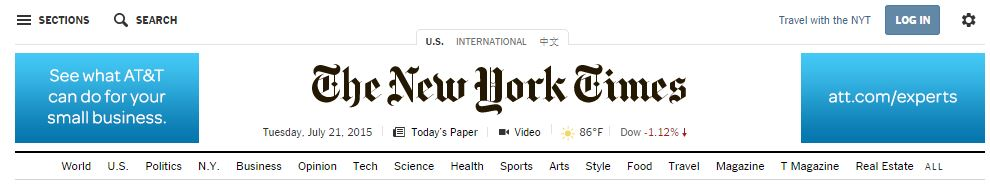 SECTIONS SEARCH Travel with the NYT LOG IN
U.S. INTERNATIONAL 中文
See what AT&T
can do for your
small business.
The New York Times
att.com/experts
Tuesday, July 21, 2015 Today's Paper Video 86°F Dow -1.12%
World U.S. Politics N.Y. Business Opinion Tech Science Health Sports Arts Style Food Travel Magazine T Magazine Real Estate ALL